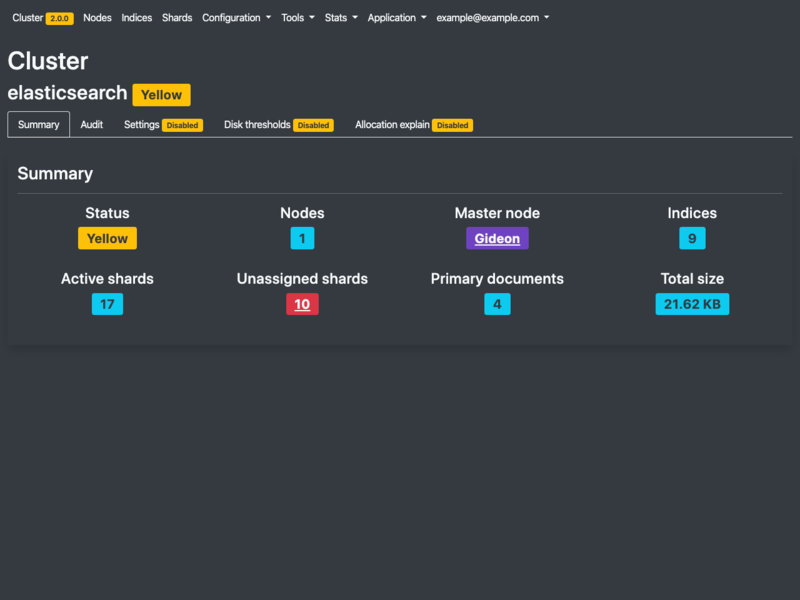 Cluster 2.0.0 Nodes Indices Shards Configuration Tools Stats Application example@example.com
Cluster
elasticsearch Yellow
Summary Audit Settings Disabled Disk thresholds Disabled Allocation explain Disabled
Summary
Status Nodes Master node Indices
Yellow 1 Gideon 9
Active shards Unassigned shards Primary documents Total size
17 10 4 21.62 KB